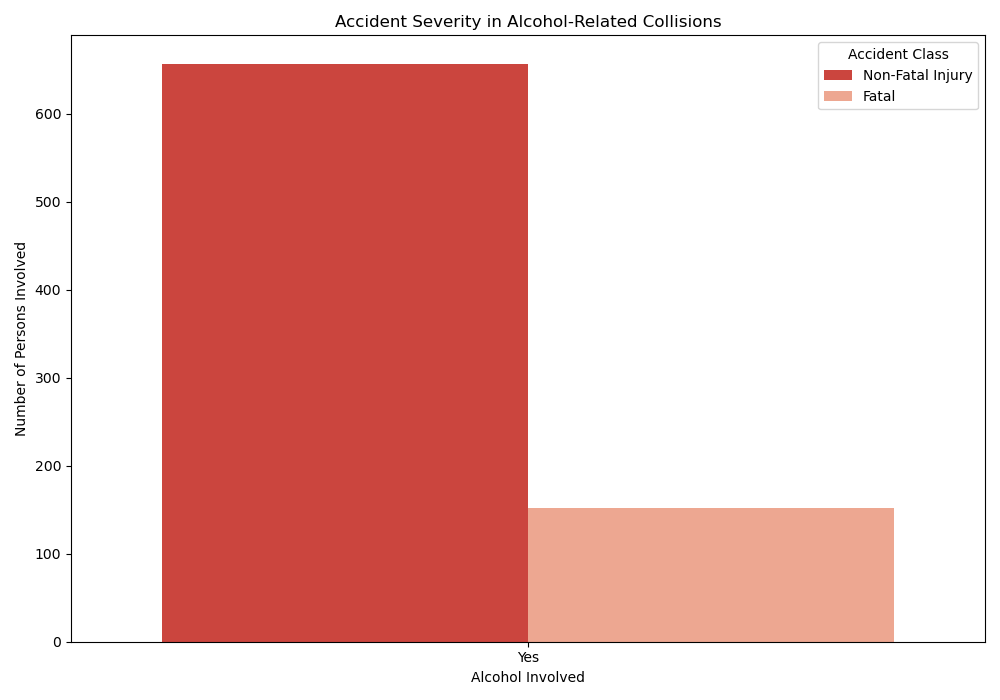 Accident Severity in Alcohol-Related Collisions
Accident Class
Non-Fatal Injury
Fatal
Number of Persons Involved
600
500
400
300
200
100
0
Yes
Alcohol Involved